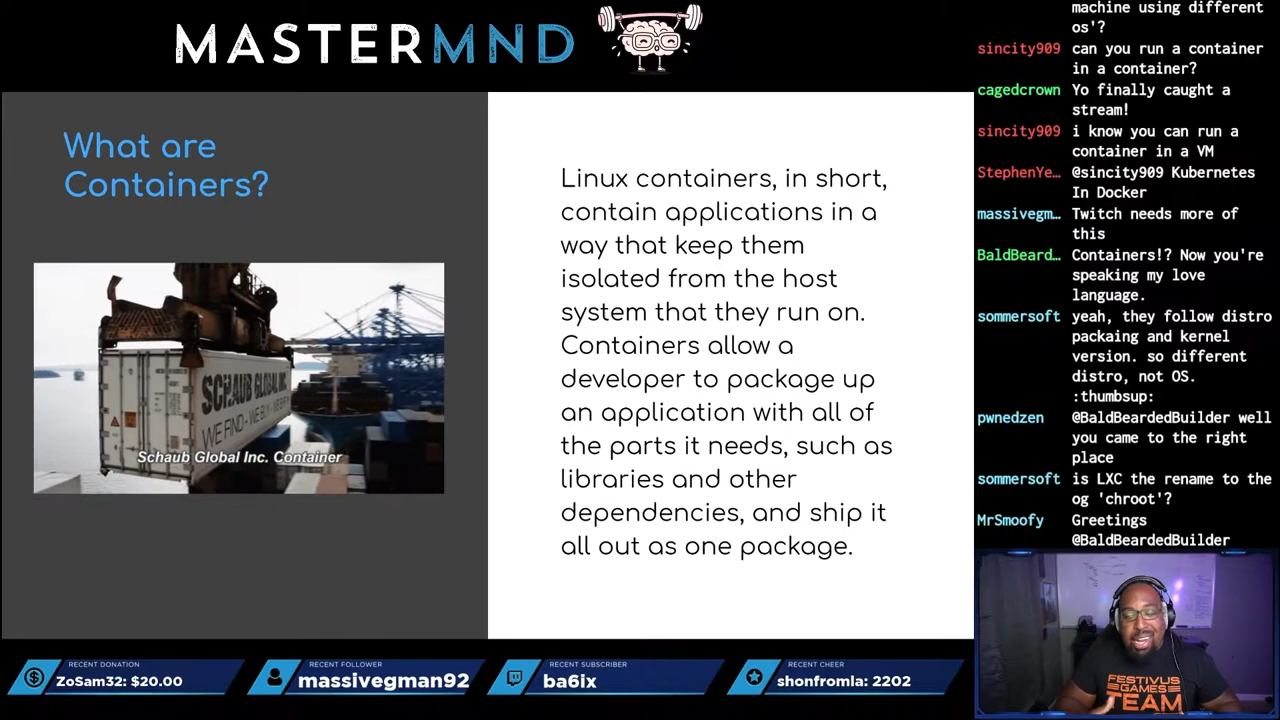 MASTERMND
What are
Containers?
SCHAUB GLOBAL INC.
WE FIND - WE BUY - WE
Schaub Global Inc. Container
Linux containers, in short,
contain applications in a
way that keep them
isolated from the host
system that they run on.
Containers allow a
developer to package up
an application with all of
the parts it needs, such as
libraries and other
dependencies, and ship it
all out as one package.
machine using different
os'?
sincity909 can you run a container
in a container?
cagedcrown Yo finally caught a
stream!
sincity909 i know you can run a
container in a VM
StephenYe… @sincity909 Kubernetes
In Docker
massivegm… Twitch needs more of
this
BaldBeard… Containers!? Now you're
speaking my love
language.
sommersoft yeah, they follow distro
packaing and kernel
version. so different
distro, not OS.
:thumbsup:
pwnedzen @BaldBeardedBuilder well
you came to the right
place
sommersoft is LXC the rename to the
og 'chroot'?
MrSmoofy Greetings
@BaldBeardedBuilder
FESTIVUS
GAMES
TEAM
RECENT DONATION
ZoSam32: $20.00
RECENT FOLLOWER
massivegman92
RECENT SUBSCRIBER
ba6ix
RECENT CHEER
shonfromla: 2202